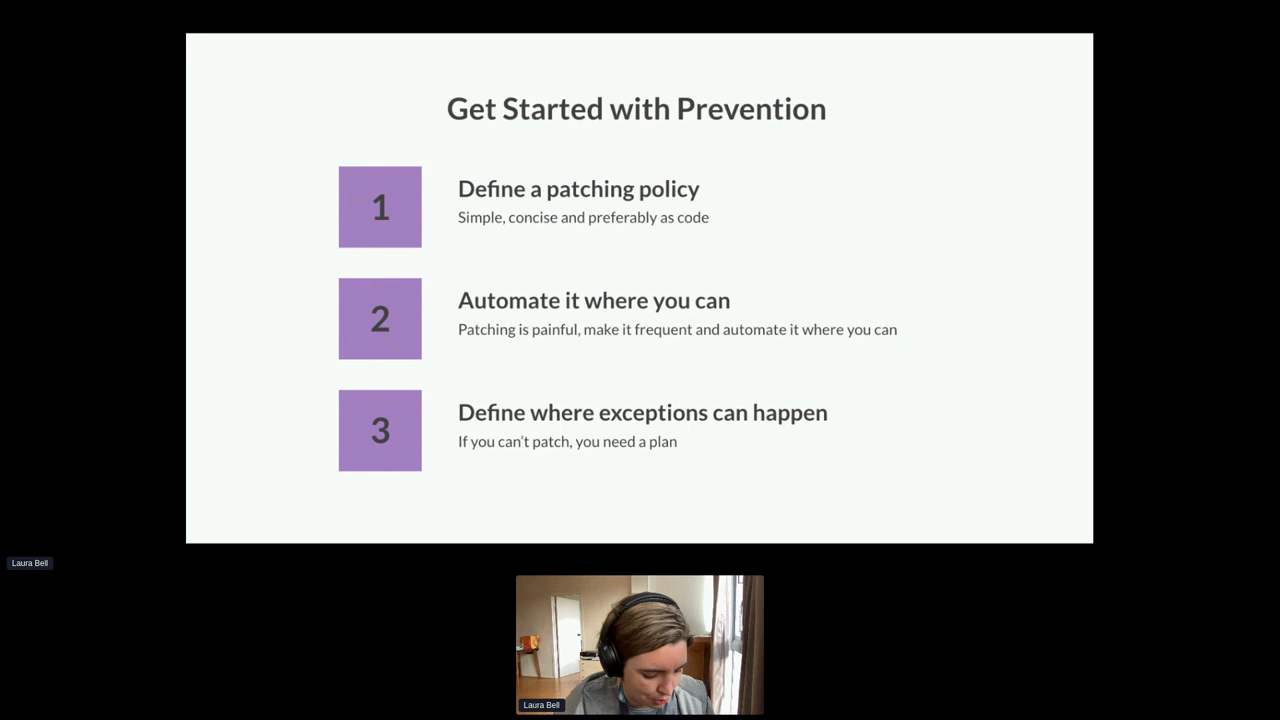 Get Started with Prevention
1
Define a patching policy
Simple, concise and preferably as code
2
Automate it where you can
Patching is painful, make it frequent and automate it where you can
3
Define where exceptions can happen
If you can't patch, you need a plan
Laura Bell
Laura Bell